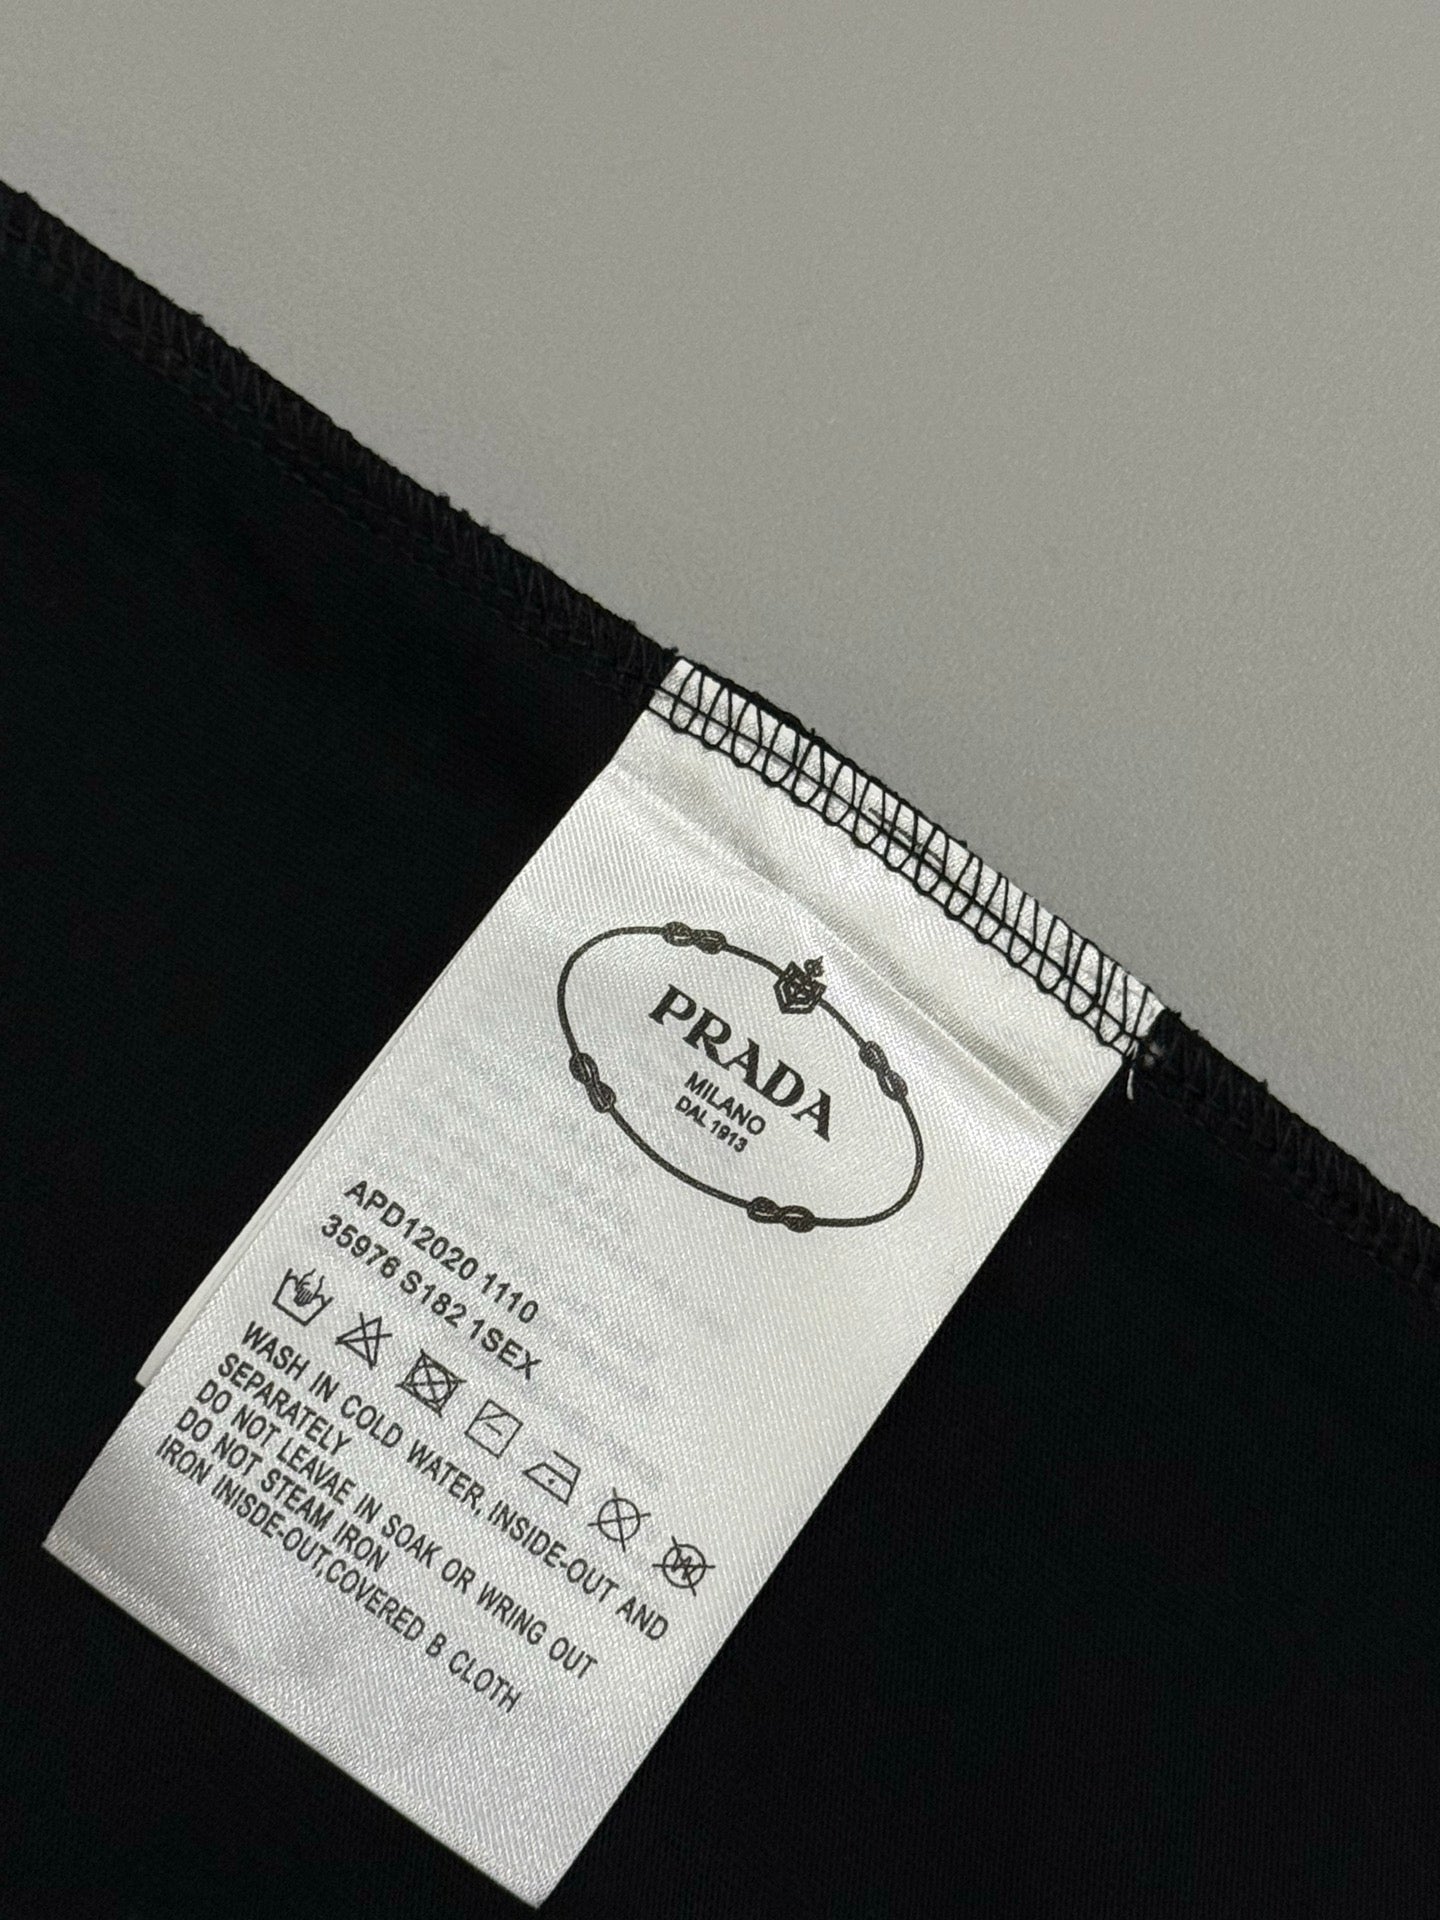 PRADA
MILANO
DAL 1913
APD12020 1110
35976 S182 1SEX
WASH IN COLD WATER, INSIDE-OUT AND
SEPARATELY
DO NOT LEAVAE IN SOAK OR WRING OUT
DO NOT STEAM IRON
IRON INISDE-OUT,COVERED B CLOTH